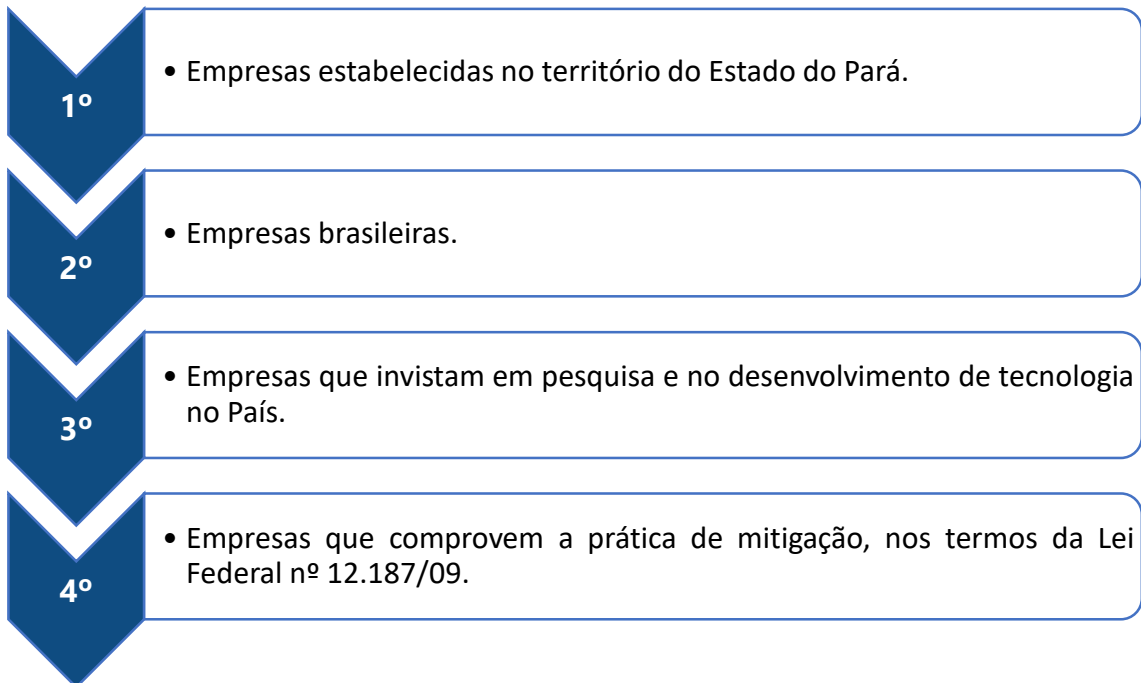 1º
• Empresas estabelecidas no território do Estado do Pará.
2º
• Empresas brasileiras.
3º
• Empresas que invistam em pesquisa e no desenvolvimento de tecnologia
no País.
4º
• Empresas que comprovem a prática de mitigação, nos termos da Lei
Federal nº 12.187/09.